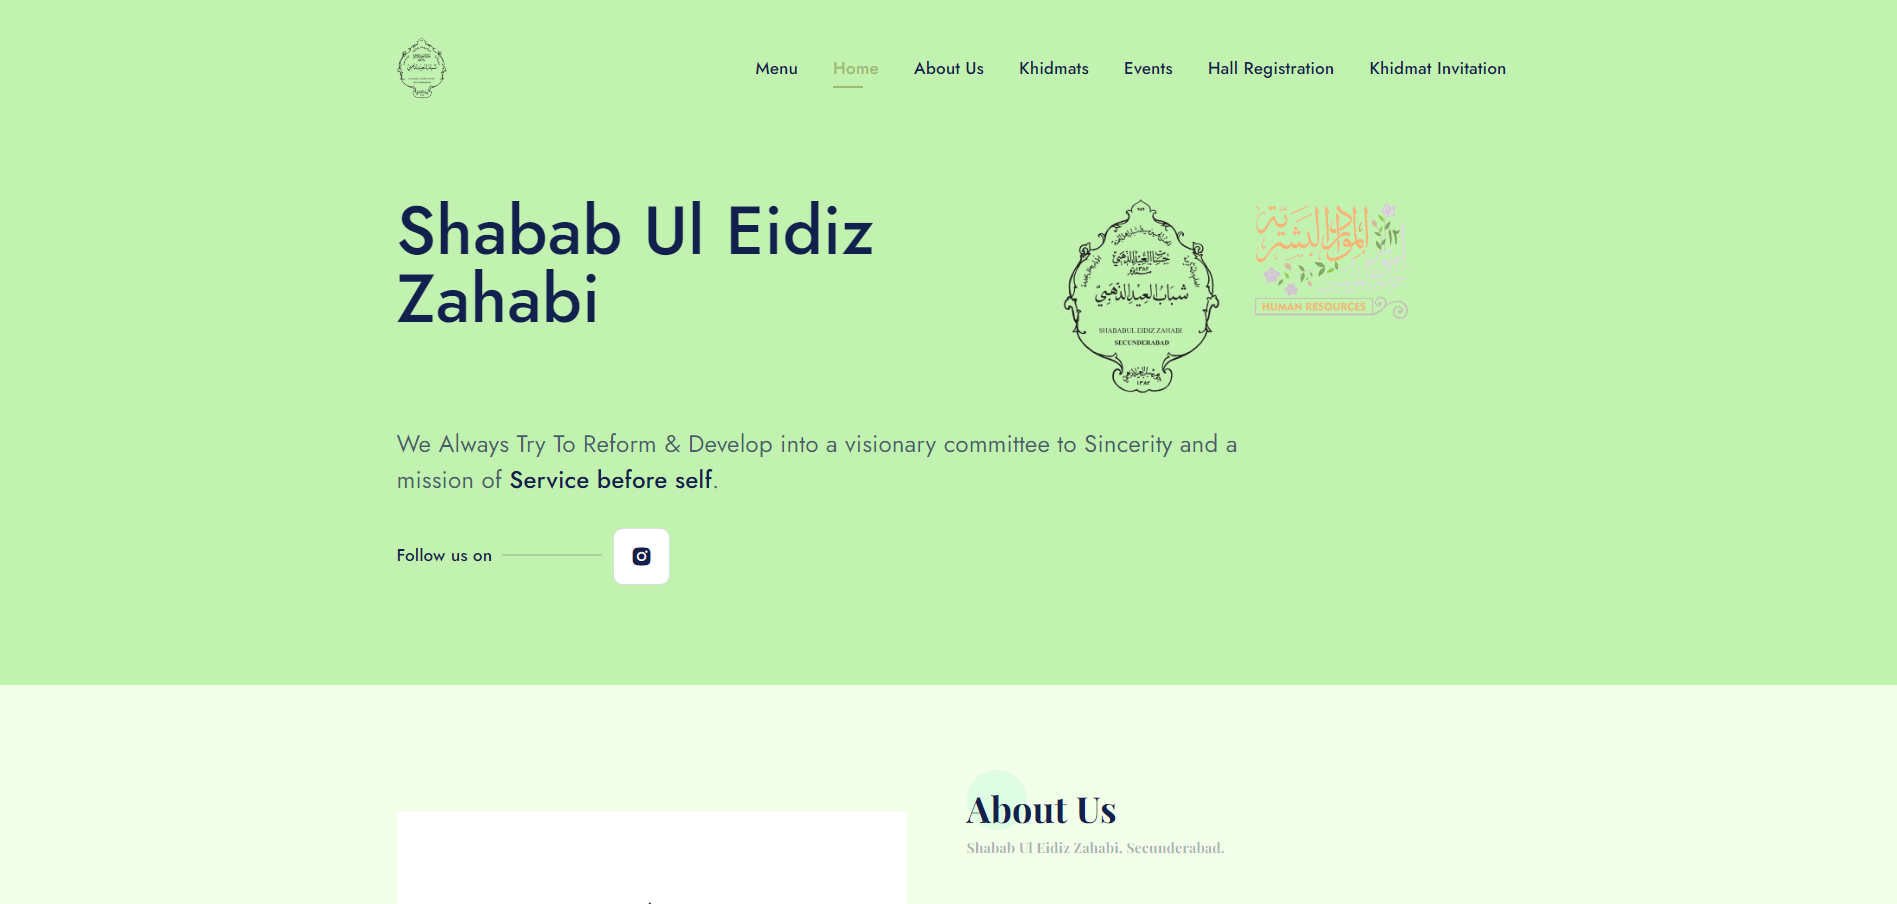 Menu
Home
About Us
Khidmats
Events
Hall Registration
Khidmat Invitation
Shabab Ul Eidiz
Zahabi
شباب العيد الذهبي
SHABABUL EIDIZ ZAHABI
SECUNDERABAD
١٣٨٢
الموارد البشرية
١٢
HUMAN RESOURCES
We Always Try To Reform & Develop into a visionary committee to Sincerity and a
mission of Service before self.
Follow us on
About Us
Shabab Ul Eidiz Zahabi, Secunderabad.